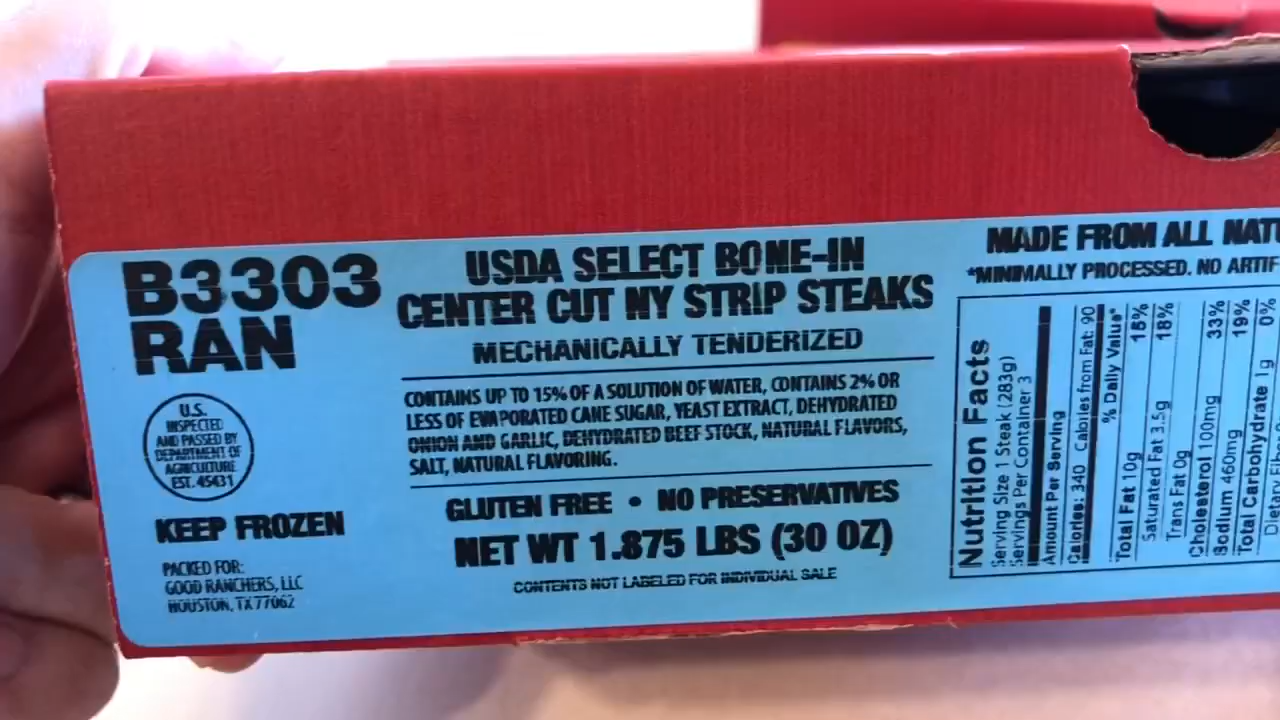 B3303
RAN
U.S.
INSPECTED
AND PASSED BY
DEPARTMENT OF
AGRICULTURE
EST. 45431
KEEP FROZEN
PACKED FOR:
GOOD RANCHERS, LLC
HOUSTON, TX 77062
USDA SELECT BONE-IN
CENTER CUT NY STRIP STEAKS
MECHANICALLY TENDERIZED
CONTAINS UP TO 15% OF A SOLUTION OF WATER, CONTAINS 2% OR
LESS OF EVAPORATED CANE SUGAR, YEAST EXTRACT, DEHYDRATED
ONION AND GARLIC, DEHYDRATED BEEF STOCK, NATURAL FLAVORS,
SALT, NATURAL FLAVORING.
GLUTEN FREE • NO PRESERVATIVES
NET WT 1.875 LBS (30 OZ)
CONTENTS NOT LABELED FOR INDIVIDUAL SALE
MADE FROM ALL NATU
*MINIMALLY PROCESSED. NO ARTIF
Nutrition Facts
Serving Size 1 Steak (283g)
Servings Per Container 3
Amount Per Serving
Calories: 340 Calories from Fat: 90
% Daily Value*
Total Fat 10g 15%
Saturated Fat 3.5g 18%
Trans Fat 0g
Cholesterol 100mg 33%
Sodium 460mg 19%
Total Carbohydrate 1g 0%
Dietary Fibe